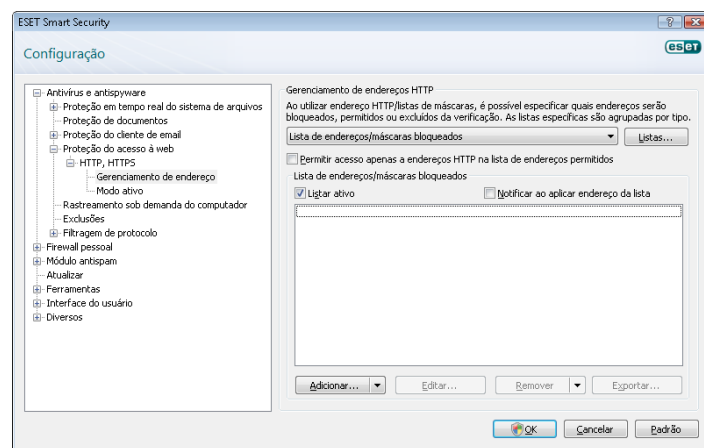 ESET Smart Security
Configuração
eset
Antivírus e antispyware
Proteção em tempo real do sistema de arquivos
Proteção de documentos
Proteção do cliente de email
Proteção do acesso à web
HTTP, HTTPS
Gerenciamento de endereço
Modo ativo
Rastreamento sob demanda do computador
Exclusões
Filtragem de protocolo
Firewall pessoal
Módulo antispam
Atualizar
Ferramentas
Interface do usuário
Diversos
Gerenciamento de endereços HTTP
Ao utilizar endereço HTTP/listas de máscaras, é possível especificar quais endereços serão
bloqueados, permitidos ou excluídos da verificação. As listas específicas são agrupadas por tipo.
Lista de endereços/máscaras bloqueados
Listas...
Permitir acesso apenas a endereços HTTP na lista de endereços permitidos
Lista de endereços/máscaras bloqueados
Listar ativo
Notificar ao aplicar endereço da lista
Adicionar...
Editar...
Remover
Exportar...
OK
Cancelar
Padrão